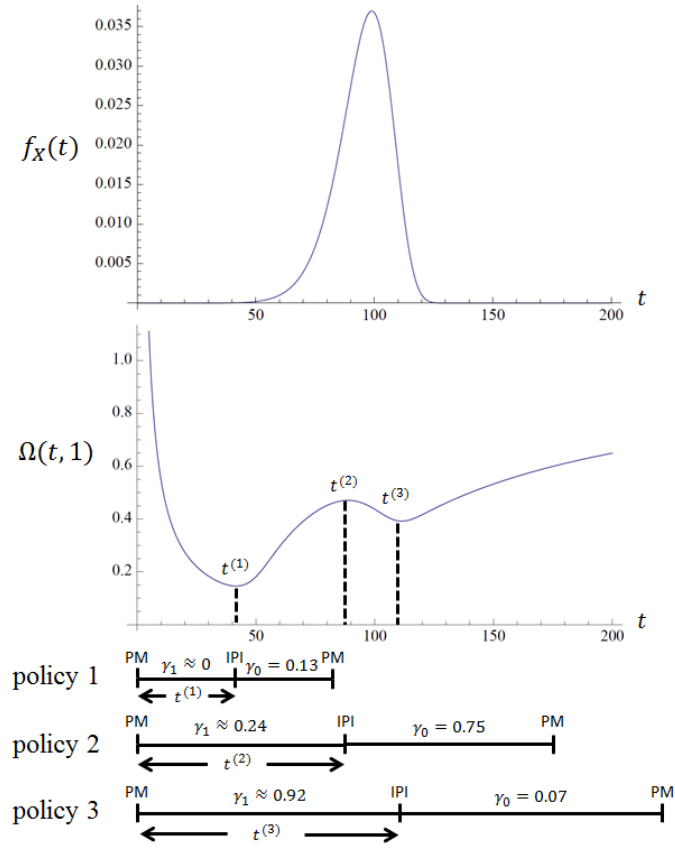 0.035
0.030
0.025
f_X(t)
0.020
0.015
0.010
0.005
50 100 150 200 t
1.0
0.8
Ω(t, 1)
0.6
t^(2) t^(3)
0.4
t^(1)
0.2
50 100 150 200 t
PM γ₁ ≈ 0 IPI γ₀ = 0.13 PM
policy 1
t^(1)
PM γ₁ ≈ 0.24 IPI γ₀ = 0.75 PM
policy 2
t^(2)
PM γ₁ ≈ 0.92 IPI γ₀ = 0.07 PM
policy 3
t^(3)